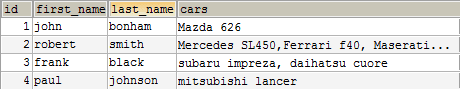 id first_name last_name cars
1 john bonham Mazda 626
2 robert smith Mercedes SL450,Ferrari f40, Maserati...
3 frank black subaru impreza, daihatsu cuore
4 paul johnson mitsubishi lancer